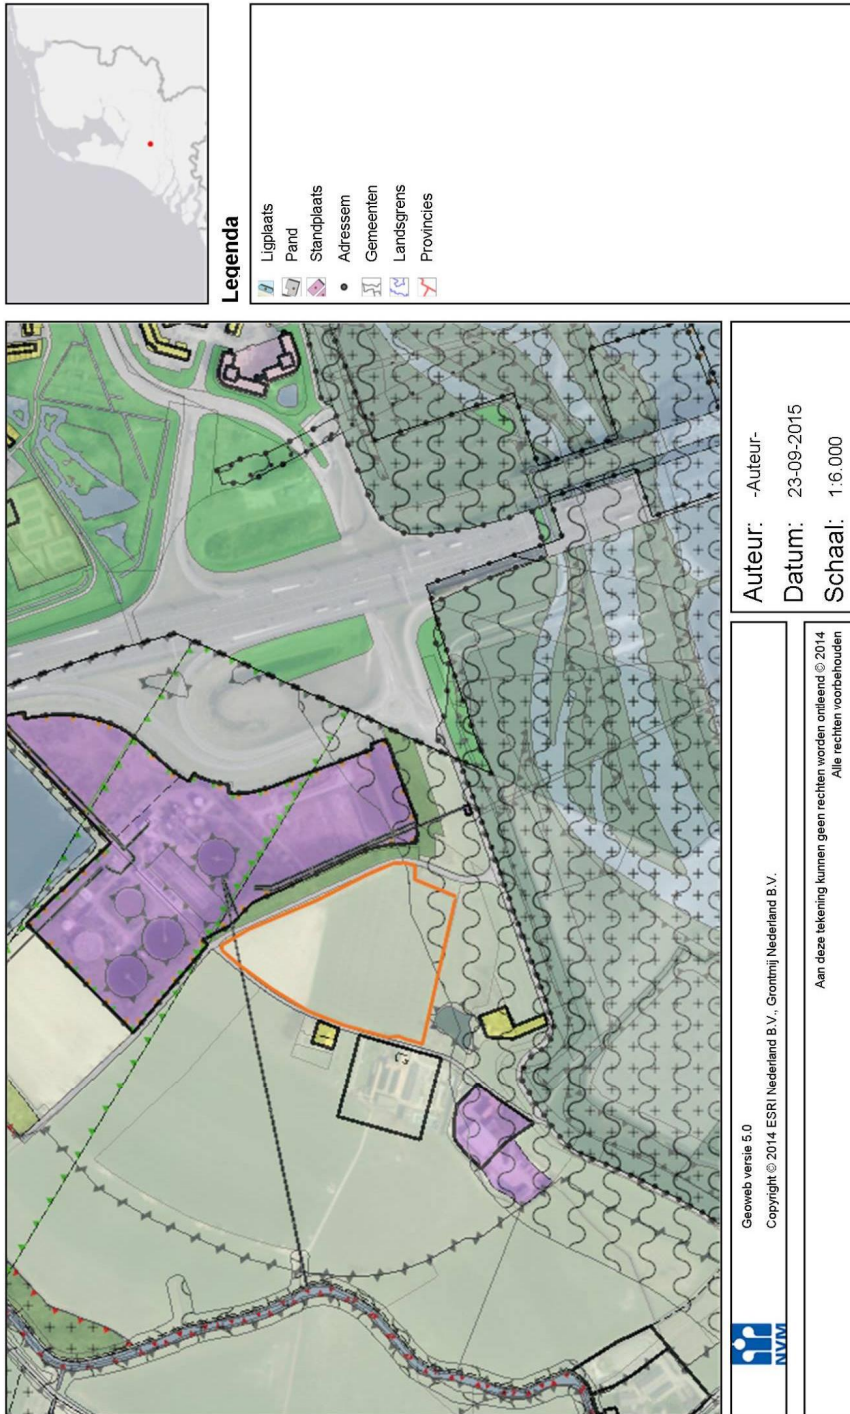 Legenda
Ligplaats
Pand
Standplaats
Adressem
Gemeenten
Landsgrens
Provincies
Geoweb versie 5.0
Copyright © 2014 ESRI Nederland B.V., Grontmij Nederland B.V.
NVM
Auteur: -Auteur-
Datum: 23-09-2015
Schaal: 1:6.000
Aan deze tekening kunnen geen rechten worden ontleend © 2014
Alle rechten voorbehouden